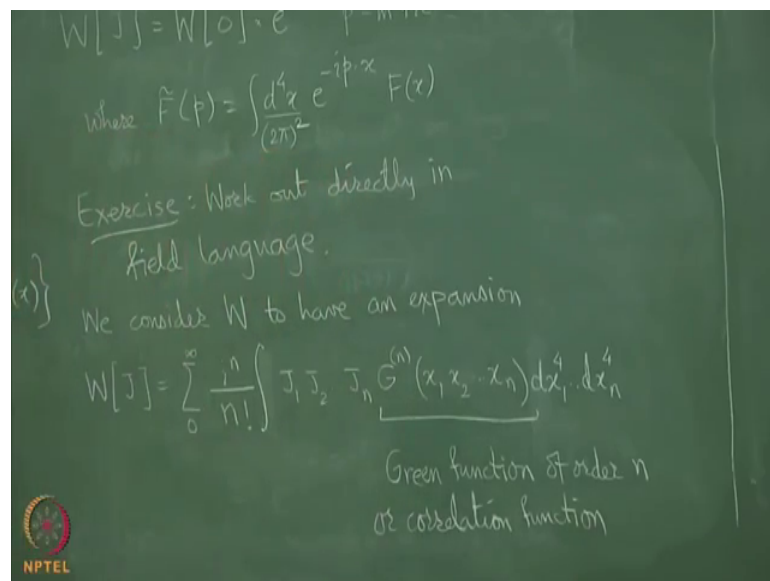 W[J] = W[0] · e
where F̃(p) = ∫ d⁴x/(2π)² e^{-ip·x} F(x)
Exercise : Work out directly in
field language.
(x)}
We consider W to have an expansion
W[J] = Σ_0^∞ iⁿ/n! ∫ J₁ J₂ Jₙ G^{(n)}(x₁ x₂ ·· xₙ) dx₁⁴ .. dxₙ⁴
Green function of order n
or correlation function
NPTEL